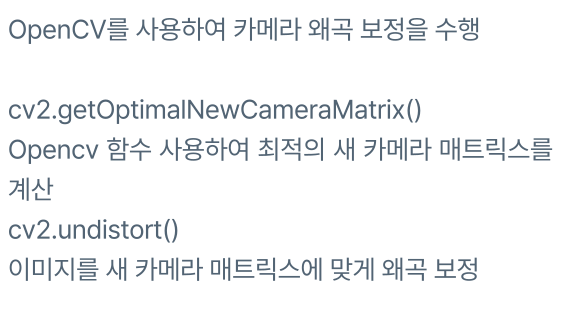 OpenCV를 사용하여 카메라 왜곡 보정을 수행
cv2.getOptimalNewCameraMatrix()
Opencv 함수 사용하여 최적의 새 카메라 매트릭스를
계산
cv2.undistort()
이미지를 새 카메라 매트릭스에 맞게 왜곡 보정